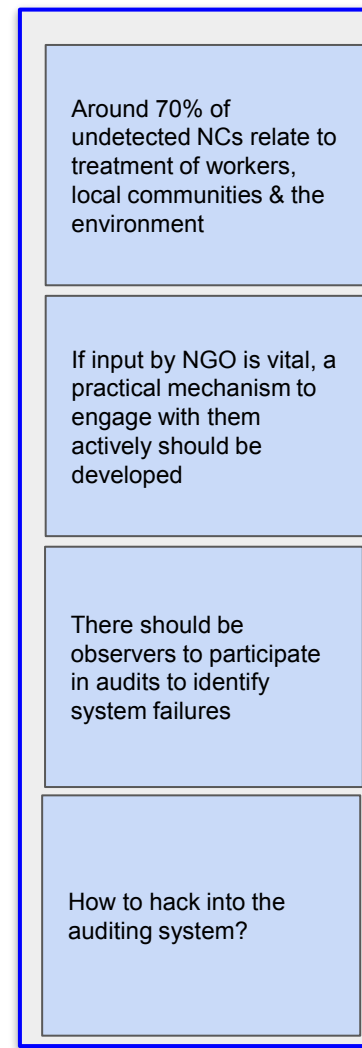 Around 70% of
undetected NCs relate to
treatment of workers,
local communities & the
environment
If input by NGO is vital, a
practical mechanism to
engage with them
actively should be
developed
There should be
observers to participate
in audits to identify
system failures
How to hack into the
auditing system?